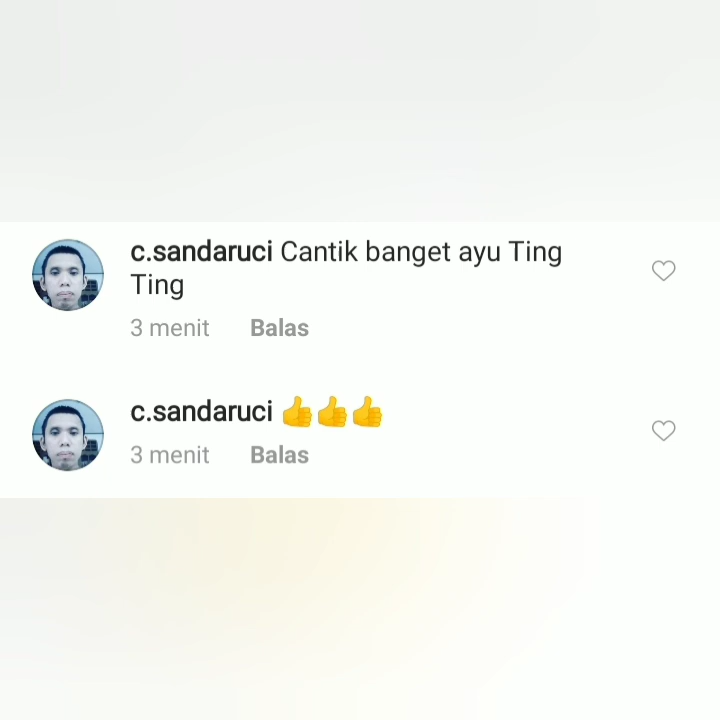 c.sandaruci Cantik banget ayu Ting
Ting
3 menit Balas
c.sandaruci 👍👍👍
3 menit Balas